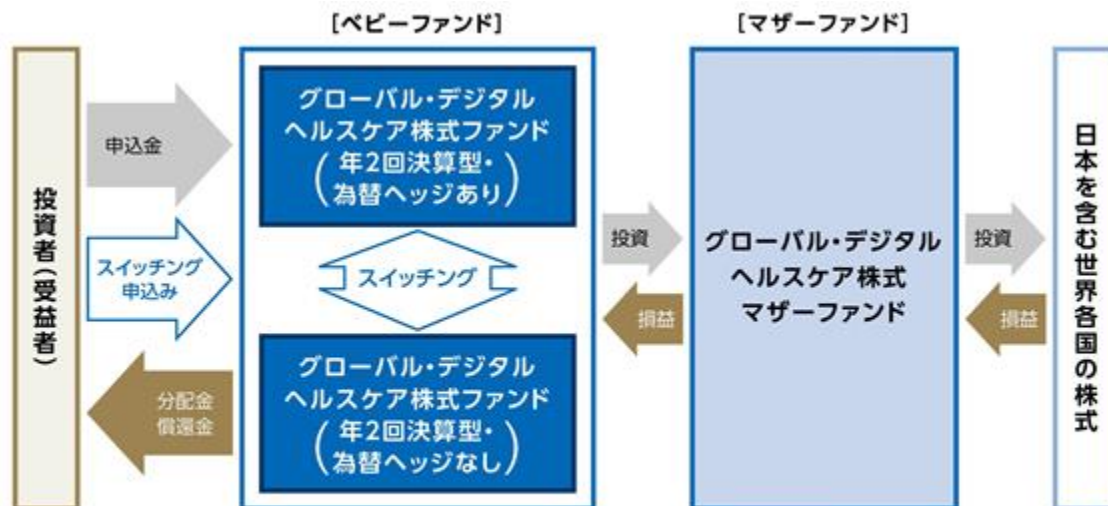 [ベビーファンド]
[マザーファンド]
投資者(受益者)
申込金
スイッチング
申込み
分配金
償還金
グローバル・デジタル
ヘルスケア株式ファンド
(年2回決算型・
為替ヘッジあり)
スイッチング
グローバル・デジタル
ヘルスケア株式ファンド
(年2回決算型・
為替ヘッジなし)
投資
損益
グローバル・デジタル
ヘルスケア株式
マザーファンド
投資
損益
日本を含む世界各国の株式